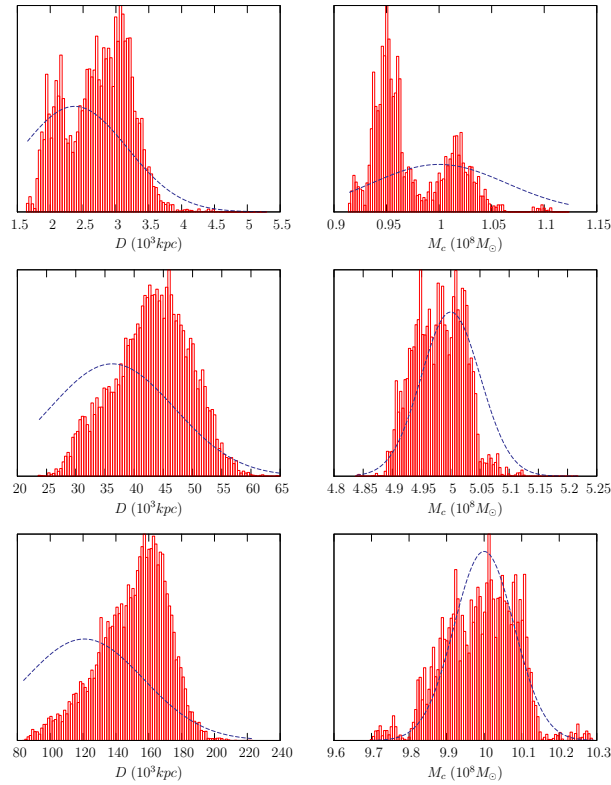 1.5 2 2.5 3 3.5 4 4.5 5 5.5
D (10³kpc)
0.9 0.95 1 1.05 1.1 1.15
M_c (10⁸M_⊙)
20 25 30 35 40 45 50 55 60 65
D (10³kpc)
4.8 4.85 4.9 4.95 5 5.05 5.1 5.15 5.2 5.25
M_c (10⁸M_⊙)
80 100 120 140 160 180 200 220 240
D (10³kpc)
9.6 9.7 9.8 9.9 10.0 10.1 10.2 10.3
M_c (10⁸M_⊙)